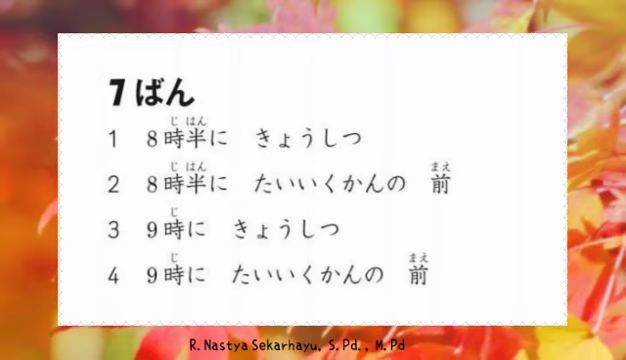 7ばん
1 8時半に きょうしつ
2 8時半に たいいくかんの 前
3 9時に きょうしつ
4 9時に たいいくかんの 前
R. Nastya Sekarhayu, S. Pd., M. Pd